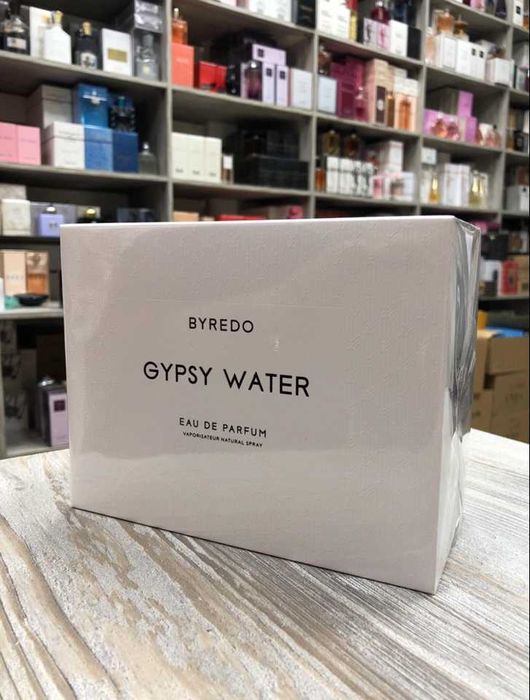 BYREDO
GYPSY WATER
EAU DE PARFUM
VAPORISATEUR NATURAL SPRAY